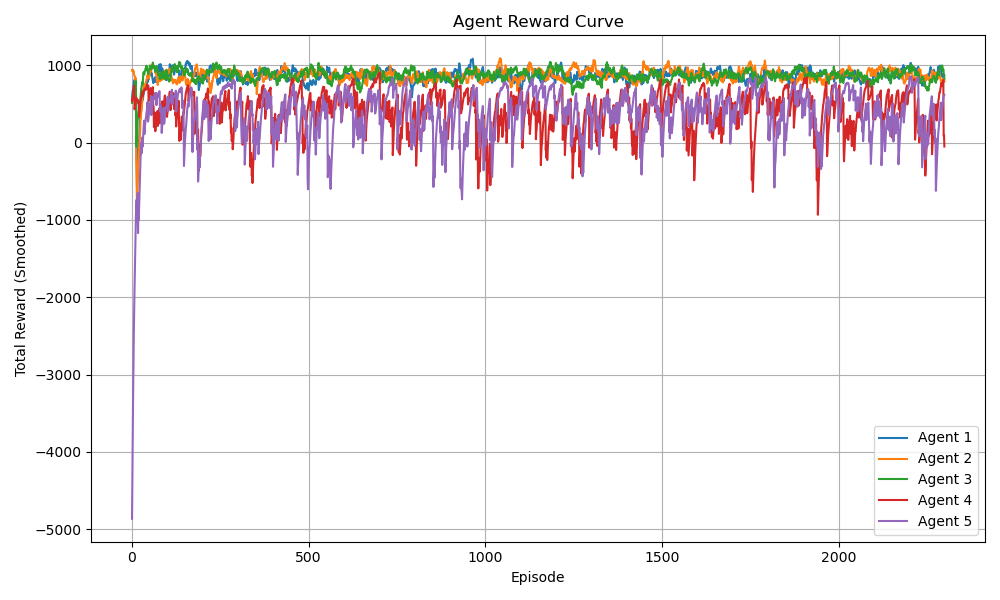 Agent Reward Curve
Total Reward (Smoothed)
1000
0
−1000
−2000
−3000
−4000
−5000
0
500
1000
1500
2000
Episode
Agent 1
Agent 2
Agent 3
Agent 4
Agent 5